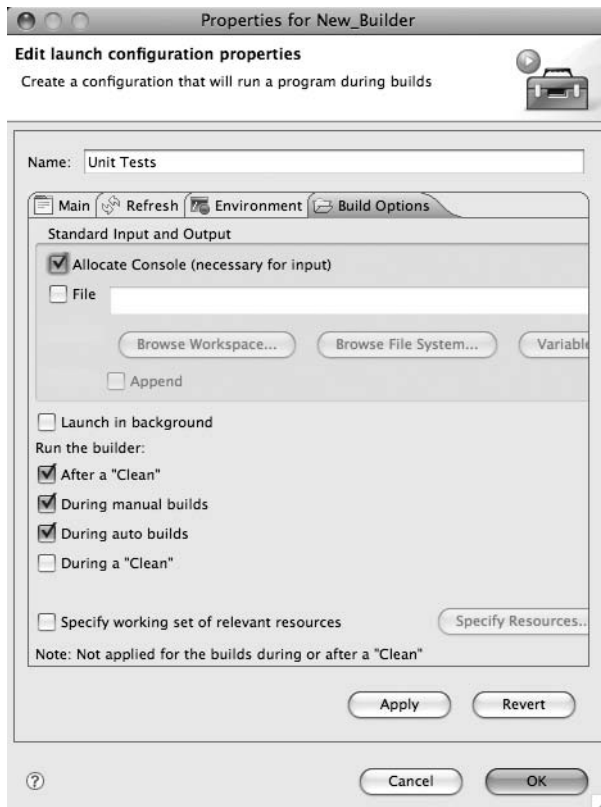 Properties for New_Builder
Edit launch configuration properties
Create a configuration that will run a program during builds
Name: Unit Tests
Main Refresh Environment Build Options
Standard Input and Output
Allocate Console (necessary for input)
File
Browse Workspace... Browse File System... Variable
Append
Launch in background
Run the builder:
After a "Clean"
During manual builds
During auto builds
During a "Clean"
Specify working set of relevant resources Specify Resources..
Note: Not applied for the builds during or after a "Clean"
Apply Revert
? Cancel OK